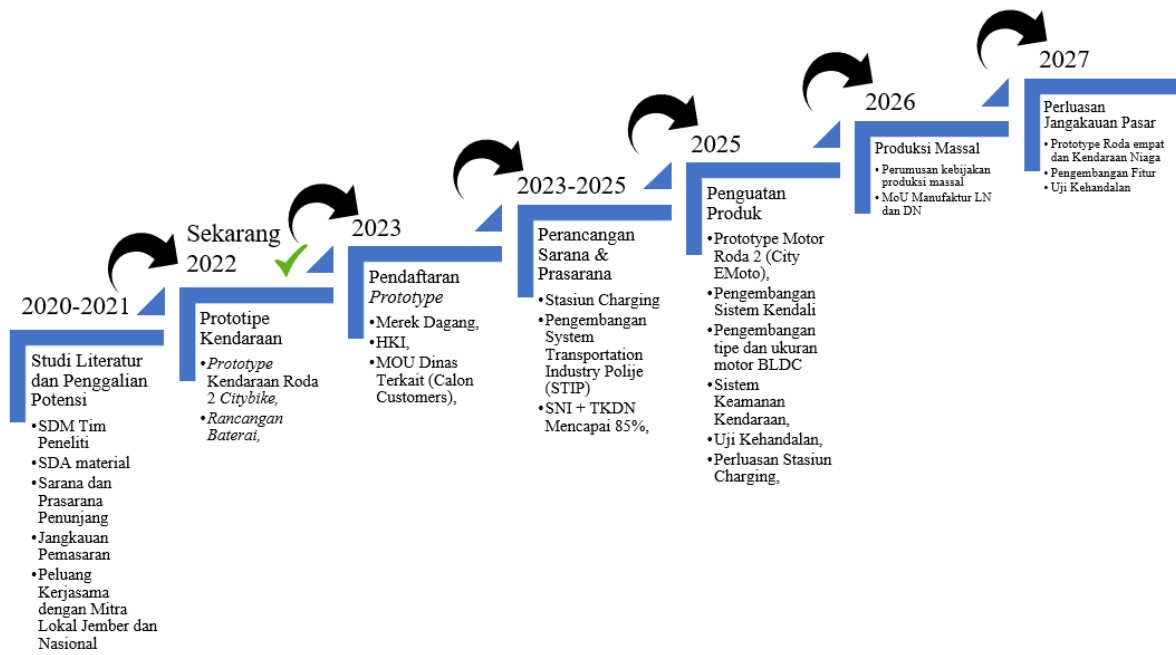 2020-2021
Studi Literatur
dan Penggalian
Potensi
•SDM Tim
Peneliti
•SDA material
•Sarana dan
Prasarana
Penunjang
•Jangkauan
Pemasaran
•Peluang
Kerjasama
dengan Mitra
Lokal Jember dan
Nasional
Sekarang
2022
Prototipe
Kendaraan
•Prototype
Kendaraan Roda
2 Citybike,
•Rancangan
Baterai,
2023
Pendaftaran
Prototype
•Merek Dagang,
•HKI,
•MOU Dinas
Terkait (Calon
Customers),
2023-2025
Perancangan
Sarana &
Prasarana
•Stasiun Charging
•Pengembangan
System
Transportation
Industry Polije
(STIP)
•SNI + TKDN
Mencapai 85%,
2025
Penguatan
Produk
•Prototype Motor
Roda 2 (City
EMoto),
•Pengembangan
Sistem Kendali
•Pengembangan
tipe dan ukuran
motor BLDC
•Sistem
Keamanan
Kendaraan,
•Uji Kehandalan,
•Perluasan Stasiun
Charging,
2026
Produksi Massal
•Perumusan kebijakan
produksi massal
•MoU Manufaktur LN
dan DN
2027
Perluasan
Jangakauan Pasar
•Prototype Roda empat
dan Kendaraan Niaga
•Pengembangan Fitur
•Uji Kehandalan